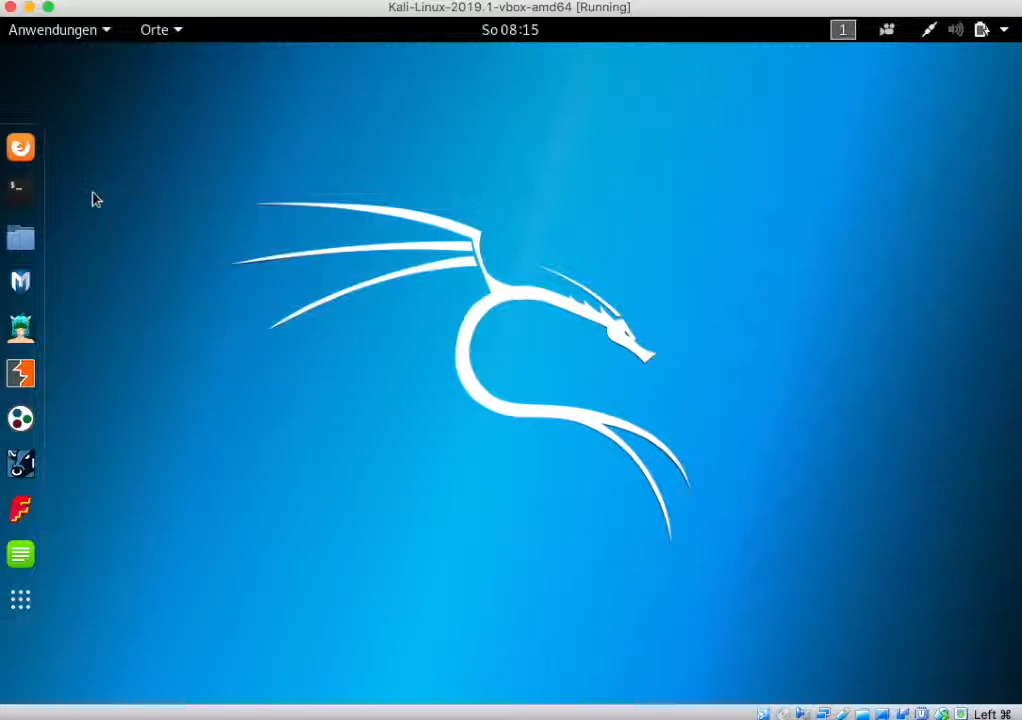 Kali-Linux-2019.1-vbox-amd64 [Running]
Anwendungen Orte So 08:15 1
$_
Left ⌘